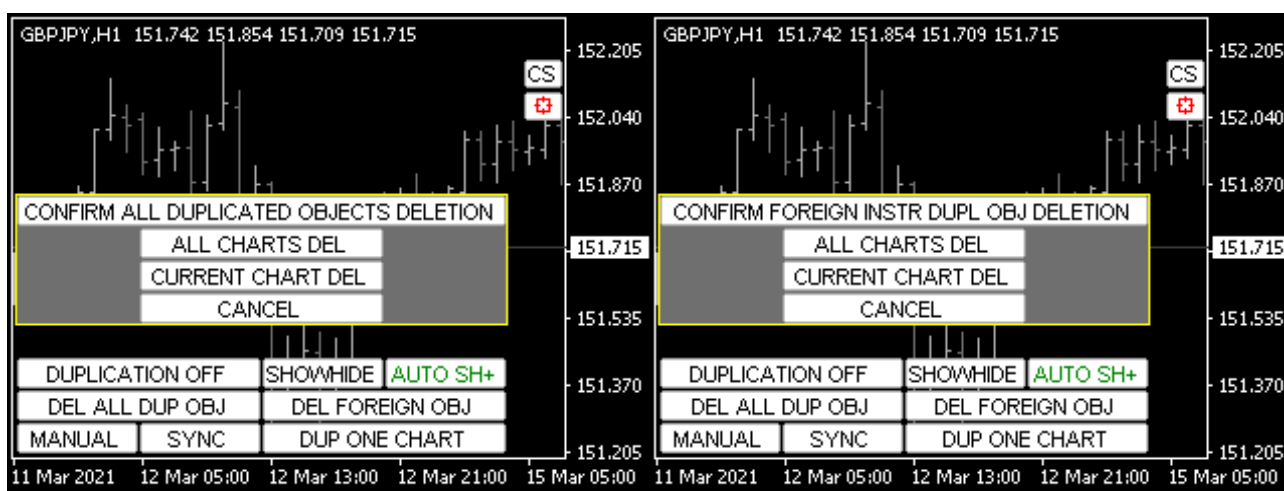 GBPJPY,H1 151.742 151.854 151.709 151.715
152.205
CS
152.040
151.870
CONFIRM ALL DUPLICATED OBJECTS DELETION
ALL CHARTS DEL
151.715
CURRENT CHART DEL
CANCEL
151.535
DUPLICATION OFF SHOWHIDE AUTO SH+
151.370
DEL ALL DUP OBJ DEL FOREIGN OBJ
MANUAL SYNC DUP ONE CHART
151.205
11 Mar 2021 12 Mar 05:00 12 Mar 13:00 12 Mar 21:00 15 Mar 05:00
GBPJPY,H1 151.742 151.854 151.709 151.715
152.205
CS
152.040
151.870
CONFIRM FOREIGN INSTR DUPL OBJ DELETION
ALL CHARTS DEL
151.715
CURRENT CHART DEL
CANCEL
151.535
DUPLICATION OFF SHOWHIDE AUTO SH+
151.370
DEL ALL DUP OBJ DEL FOREIGN OBJ
MANUAL SYNC DUP ONE CHART
151.205
11 Mar 2021 12 Mar 05:00 12 Mar 13:00 12 Mar 21:00 15 Mar 05:00